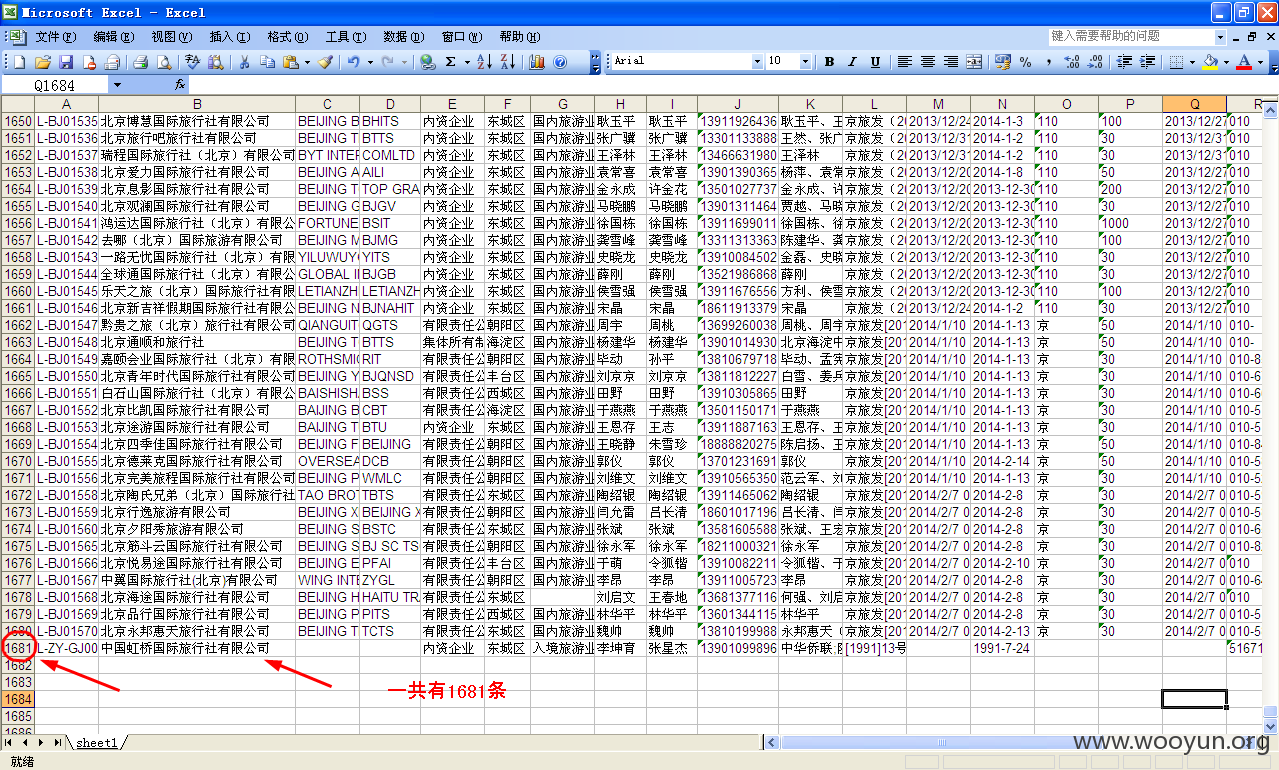 Microsoft Excel - Excel
文件(F) 编辑(E) 视图(V) 插入(I) 格式(O) 工具(T) 数据(D) 窗口(W) 帮助(H) 键入需要帮助的问题
Arial 10 B I U
Q1684 fx
A B C D E F G H I J K L M N O P Q R
1660 L-BJ01535 北京博慧国际旅行社有限公司 BEIJING B BHITS 内资企业 东城区 国内旅游业 耿玉平 耿玉平 13911926436 耿玉平、王 京旅发（20 2013/12/24 2014-1-3 110 100 2013/12/27 010
1651 L-BJ01536 北京旅行吧旅行社有限公司 BEIJING T BTTS 内资企业 东城区 国内旅游业 张广骥 张广骥 13301133888 王然、张广 京旅发（20 2013/12/31 2014-1-2 110 30 2013/12/31 010
1652 L-BJ01537 瑞程国际旅行社（北京）有限公司 BYT INTER COMLTD 内资企业 东城区 国内旅游业 王泽林 王泽林 13466631980 王泽林 京旅发（20 2013/12/31 2014-1-2 110 30 2013/12/31 010
1653 L-BJ01538 北京爱力国际旅行社有限公司 BEIJING A AILI 内资企业 东城区 国内旅游业 袁常喜 袁常喜 13901390365 杨萍、袁常 京旅发（20 2013/12/20 2014-1-8 110 50 2013/12/27 010
1664 L-BJ01539 北京息影国际旅行社有限公司 BEIJING T TOP GRA 内资企业 东城区 国内旅游业 金永成 许金花 13501027737 金永成、许 京旅发（20 2013/12/20 2013-12-30 110 200 2013/12/27 010
1655 L-BJ01540 北京观澜国际旅行社有限公司 BEIJING G BJGV 内资企业 东城区 国内旅游业 马晓鹏 马晓鹏 13901311464 贾越、马晓 京旅发（20 2013/12/20 2013-12-30 110 30 2013/12/27 010
1656 L-BJ01541 鸿运达国际旅行社（北京）有限公 FORTUNE BSIT 内资企业 东城区 国内旅游业 徐国栋 徐国栋 13911699011 徐国栋、徐 京旅发（20 2013/12/20 2013-12-30 110 1000 2013/12/27 010
1657 L-BJ01542 去哪（北京）国际旅游有限公司 BEIJING M BJMG 内资企业 东城区 国内旅游业 龚雪峰 龚雪峰 13311313363 陈建华、龚 京旅发（20 2013/12/20 2013-12-30 110 100 2013/12/27 010
1658 L-BJ01543 一路无忧国际旅行社（北京）有限 YILUWUYO YITS 内资企业 东城区 国内旅游业 史晓龙 史晓龙 13910084502 金磊、史晓 京旅发（20 2013/12/20 2013-12-30 110 30 2013/12/27 010
1659 L-BJ01544 全球通国际旅行社（北京）有限公 GLOBAL I BJGB 内资企业 东城区 国内旅游业 薛刚 薛刚 13521986868 薛刚 京旅发（20 2013/12/20 2013-12-30 110 30 2013/12/27 010
1660 L-BJ01545 乐天之旅（北京）国际旅行社有限 LETIANZH LETIANZH 内资企业 东城区 国内旅游业 侯雪强 侯雪强 13911676556 方利、侯雪 京旅发（20 2013/12/20 2013-12-30 110 100 2013/12/27 010
1661 L-BJ01546 北京新吉祥假期国际旅行社有限公 BEIJING N BJNAHIT 内资企业 东城区 国内旅游业 宋晶 宋晶 18611913379 宋晶 京旅发（20 2013/12/24 2014-1-2 110 30 2013/12/27 010
1662 L-BJ01547 黔贵之旅（北京）旅行社有限公司 QIANGUIT QGTS 有限责任公 朝阳区 国内旅游业 周宇 周桃 13699260038 周桃、周宇 京旅发[201 2014/1/10 2014-1-13 京 50 2014/1/10 010-
1663 L-BJ01548 北京通顺和旅行社 BEIJING T BTTS 集体所有制 海淀区 国内旅游业 杨建华 杨建华 13901014930 北京海淀中 京旅发[201 2014/1/10 2014-1-13 京 50 2014/1/10 010-
1664 L-BJ01549 嘉颐会业国际旅行社（北京）有限 ROTHSMIC RIT 有限责任公 朝阳区 国内旅游业 毕动 孙平 13810679718 毕动、孟宪 京旅发[201 2014/1/10 2014-1-13 京 30 2014/1/10 010-8
1665 L-BJ01550 北京青年时代国际旅行社有限公司 BEIJING Y BJQNSD 有限责任公 丰台区 国内旅游业 刘京京 刘京京 13811812227 白雪、姜兵 京旅发[201 2014/1/10 2014-1-13 京 30 2014/1/10 010-6
1666 L-BJ01551 白石山国际旅行社（北京）有限公 BAISHISHA BSS 有限责任公 西城区 国内旅游业 田野 田野 13910305865 田野 京旅发[201 2014/1/10 2014-1-13 京 30 2014/1/10 010-6
1667 L-BJ01552 北京比凯国际旅行社有限公司 BAIJING B CBT 有限责任公 海淀区 国内旅游业 于燕燕 于燕燕 13501150171 于燕燕 京旅发[201 2014/1/10 2014-1-13 京 30 2014/1/10 010-5
1668 L-BJ01553 北京途游国际旅行社有限公司 BAIJING T BTU 内资企业 东城区 国内旅游业 王恩存 王志 13911887163 王恩存、王 京旅发[201 2014/1/10 2014-1-13 京 30 2014/1/10 010
1669 L-BJ01554 北京四季佳国际旅行社有限公司 BEIJING F BEIJING 有限责任公 朝阳区 国内旅游业 王晓静 朱雪珍 18888820275 陈启扬、王 京旅发[201 2014/1/10 2014-1-13 京 50 2014/1/10 010-8
1670 L-BJ01555 北京德莱克国际旅行社有限公司 OVERSEA DCB 有限责任公 朝阳区 国内旅游业 郭仪 郭仪 13701231691 郭仪 京旅发[201 2014/1/10 2014-2-14 京 50 2014/1/10 010-5
1671 L-BJ01556 北京完美旅程国际旅行社有限公司 BEIJING P WMLC 有限责任公 朝阳区 国内旅游业 刘维文 刘维文 13910565350 范云军、刘 京旅发[201 2014/1/10 2014-1-13 京 30 2014/1/10 010-5
1672 L-BJ01558 北京陶氏兄弟（北京）国际旅行社 TAO BROT TBTS 有限责任公 东城区 国内旅游业 陶绍银 陶绍银 13911465062 陶绍银 京旅发[201 2014/2/7 0 2014-2-8 京 30 2014/2/7 0 010-5
1673 L-BJ01559 北京行逸旅游有限公司 BEIJING X BEIJING X 有限责任公 朝阳区 国内旅游业 闫允雷 吕长清 18601017196 吕长清、闫 京旅发[201 2014/2/7 0 2014-2-8 京 30 2014/2/7 0 010-8
1674 L-BJ01560 北京夕阳秀旅游有限公司 BEIJING S BSTC 有限责任公 东城区 国内旅游业 张斌 张斌 13581605588 张斌、王宏 京旅发[201 2014/2/7 0 2014-2-8 京 30 2014/2/7 0 010-6
1675 L-BJ01565 北京筋斗云国际旅行社有限公司 BEIJING S BJ SC TS 有限责任公 朝阳区 国内旅游业 徐永军 徐永军 18211000321 徐永军 京旅发[201 2014/2/7 0 2014-2-8 京 30 2014/2/7 0 010-8
1676 L-BJ01566 北京悦易途国际旅行社有限公司 BEIJING E PFAI 有限责任公 丰台区 国内旅游业 于萌 令狐锴 13910082211 令狐锴、于 京旅发[201 2014/2/7 0 2014-2-10 京 30 2014/2/7 0 010
1677 L-BJ01567 中翼国际旅行社(北京)有限公司 WING INTE ZYGL 有限责任公 朝阳区 国内旅游业 李昂 李昂 13911005723 李昂 京旅发[201 2014/2/7 0 2014-2-8 京 30 2014/2/7 0 010-6
1678 L-BJ01568 北京海途国际旅行社有限公司 BEIJING H HAITU TRA 有限责任公 东城区 刘启文 王春地 13681377116 何强、刘启 京旅发[201 2014/2/7 0 2014-2-8 京 30 2014/2/7 0 010
1679 L-BJ01569 北京品行国际旅行社有限公司 BEIJING P PITS 有限责任公 西城区 国内旅游业 林华平 林华平 13601344115 林华平 京旅发[201 2014/2/7 0 2014-2-8 京 30 2014/2/7 0 010-5
1680 L-BJ01570 北京永邦惠天旅行社有限公司 BEIJING T TCTS 有限责任公 东城区 国内旅游业 魏帅 魏帅 13810199988 永邦惠天（ 京旅发[201 2014/2/7 0 2014-2-13 京 30 2014/2/7 0 010-5
1681 L-ZY-GJ00 中国虹桥国际旅行社有限公司 内资企业 东城区 入境旅游业 李坤育 张星杰 13901099896 中华侨联, [1991]13号 1991-7-24 51671
1682
1683 一共有1681条
1684
1685
1686
sheet1
www.wooyun.org
就绪